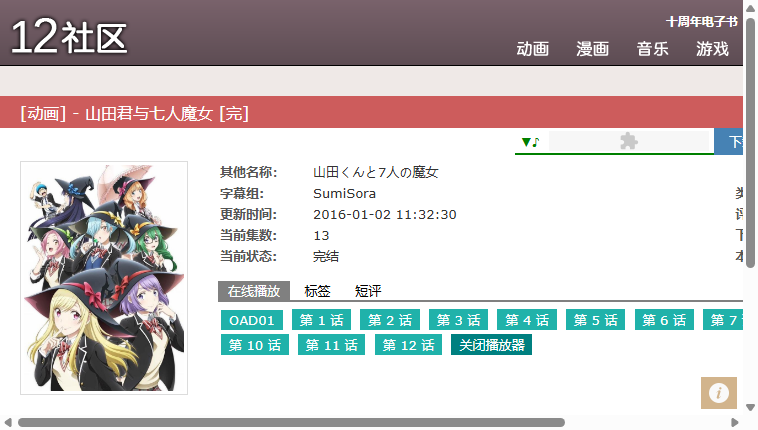 12社区
十周年电子书
动画 漫画 音乐 游戏
[动画] - 山田君与七人魔女 [完]
▼♪ 下
其他名称: 山田くんと7人の魔女
字幕组: SumiSora
更新时间: 2016-01-02 11:32:30
当前集数: 13
当前状态: 完结
在线播放 标签 短评
OAD01 第 1 话 第 2 话 第 3 话 第 4 话 第 5 话 第 6 话 第 7
第 10 话 第 11 话 第 12 话 关闭播放器